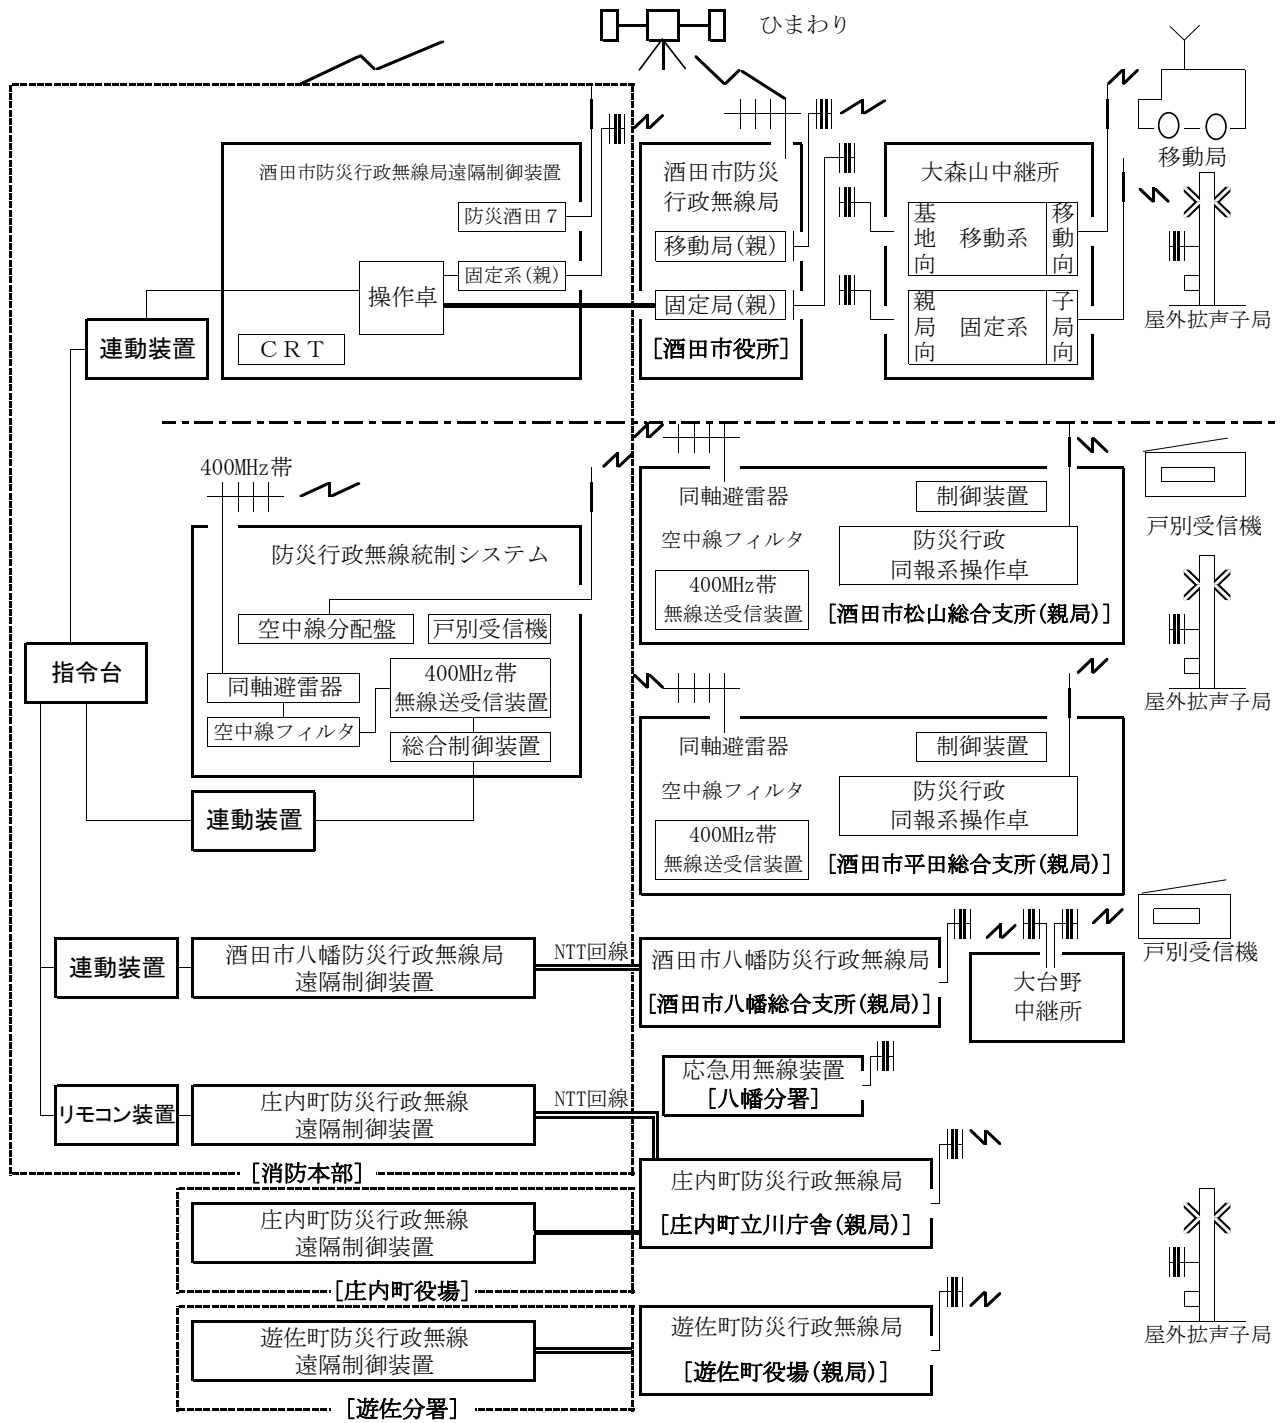 ひまわり
酒田市防災行政無線局遠隔制御装置
防災酒田７
固定系(親)
操作卓
ＣＲＴ
連動装置
酒田市防災
行政無線局
移動局(親)
固定局(親)
[酒田市役所]
大森山中継所
基地向
移動系
移動向
親局向
固定系
子局向
移動局
屋外拡声子局
400MHz帯
防災行政無線統制システム
空中線分配盤
戸別受信機
指令台
同軸避雷器
400MHz帯
無線送受信装置
空中線フィルタ
総合制御装置
連動装置
同軸避雷器
制御装置
空中線フィルタ
防災行政
同報系操作卓
400MHz帯
無線送受信装置
[酒田市松山総合支所(親局)]
戸別受信機
屋外拡声子局
同軸避雷器
制御装置
空中線フィルタ
防災行政
同報系操作卓
400MHz帯
無線送受信装置
[酒田市平田総合支所(親局)]
戸別受信機
連動装置
酒田市八幡防災行政無線局
遠隔制御装置
NTT回線
酒田市八幡防災行政無線局
[酒田市八幡総合支所(親局)]
大台野
中継所
応急用無線装置
[八幡分署]
リモコン装置
庄内町防災行政無線
遠隔制御装置
NTT回線
[消防本部]
庄内町防災行政無線局
[庄内町立川庁舎(親局)]
庄内町防災行政無線
遠隔制御装置
[庄内町役場]
遊佐町防災行政無線
遠隔制御装置
[遊佐分署]
遊佐町防災行政無線局
[遊佐町役場(親局)]
屋外拡声子局